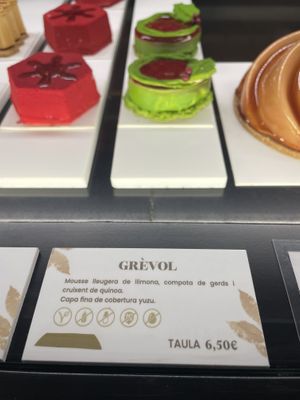 GRÈVOL
Mousse lleugera de llimona, compota de gerds i
cruixent de quinoa.
Capa fina de cobertura yuzu.
TAULA 6,50€